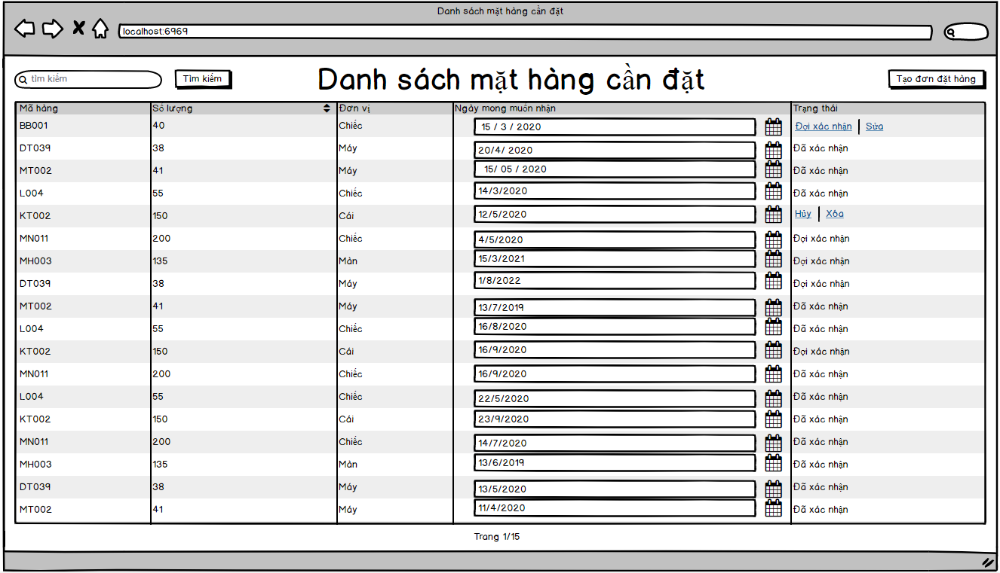 Danh sách mặt hàng cần đặt
localhost:6969
tìm kiếm
Tìm kiếm
Danh sách mặt hàng cần đặt
Tạo đơn đặt hàng
Mã hàng Số lượng Đơn vị Ngày mong muốn nhận Trạng thái
BB001 40 Chiếc 15 / 3 / 2020 Đợi xác nhận Sửa
DT039 38 Máy 20/4/ 2020 Đã xác nhận
MT002 41 Máy 15/ 05 / 2020 Đã xác nhận
L004 55 Chiếc 14/3/2020 Đã xác nhận
KT002 150 Cái 12/5/2020 Hủy Xóa
MN011 200 Chiếc 4/5/2020 Đợi xác nhận
MH003 135 Màn 15/3/2021 Đợi xác nhận
DT039 38 Máy 1/8/2022 Đợi xác nhận
MT002 41 Máy 13/7/2019 Đã xác nhận
L004 55 Chiếc 16/8/2020 Đã xác nhận
KT002 150 Cái 16/9/2020 Đợi xác nhận
MN011 200 Chiếc 16/9/2020 Đã xác nhận
L004 55 Chiếc 22/5/2020 Đã xác nhận
KT002 150 Cái 23/9/2020 Đã xác nhận
MN011 200 Chiếc 14/7/2020 Đã xác nhận
MH003 135 Màn 13/6/2019 Đã xác nhận
DT039 38 Máy 13/5/2020 Đã xác nhận
MT002 41 Máy 11/4/2020 Đã xác nhận
Trang 1/15